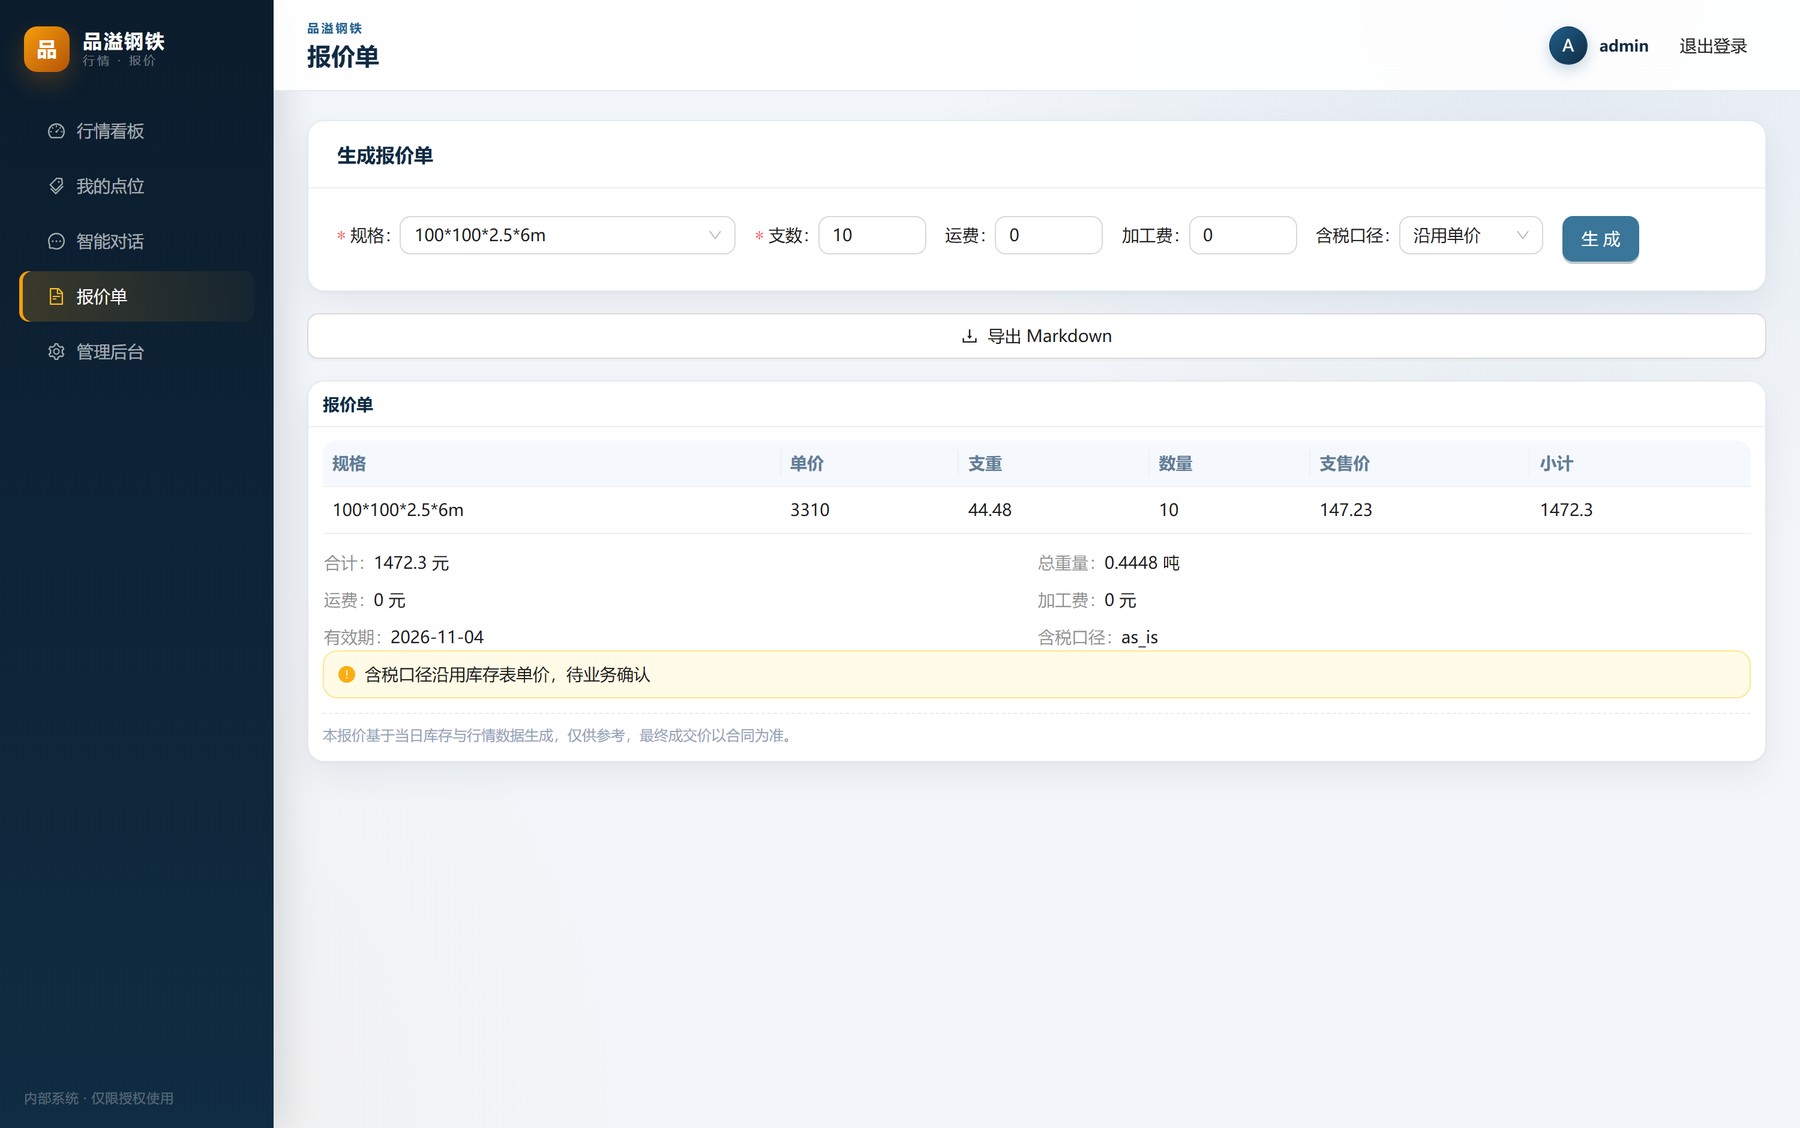 品 品溢钢铁
行情 · 报价
行情看板
我的点位
智能对话
报价单
管理后台
内部系统 · 仅限授权使用
品溢钢铁
报价单
A admin 退出登录
生成报价单
* 规格: 100*100*2.5*6m * 支数: 10 运费: 0 加工费: 0 含税口径: 沿用单价 生成
导出 Markdown
报价单
规格 单价 支重 数量 支售价 小计
100*100*2.5*6m 3310 44.48 10 147.23 1472.3
合计: 1472.3 元 总重量: 0.4448 吨
运费: 0 元 加工费: 0 元
有效期: 2026-11-04 含税口径: as_is
含税口径沿用库存表单价，待业务确认
本报价基于当日库存与行情数据生成，仅供参考，最终成交价以合同为准。